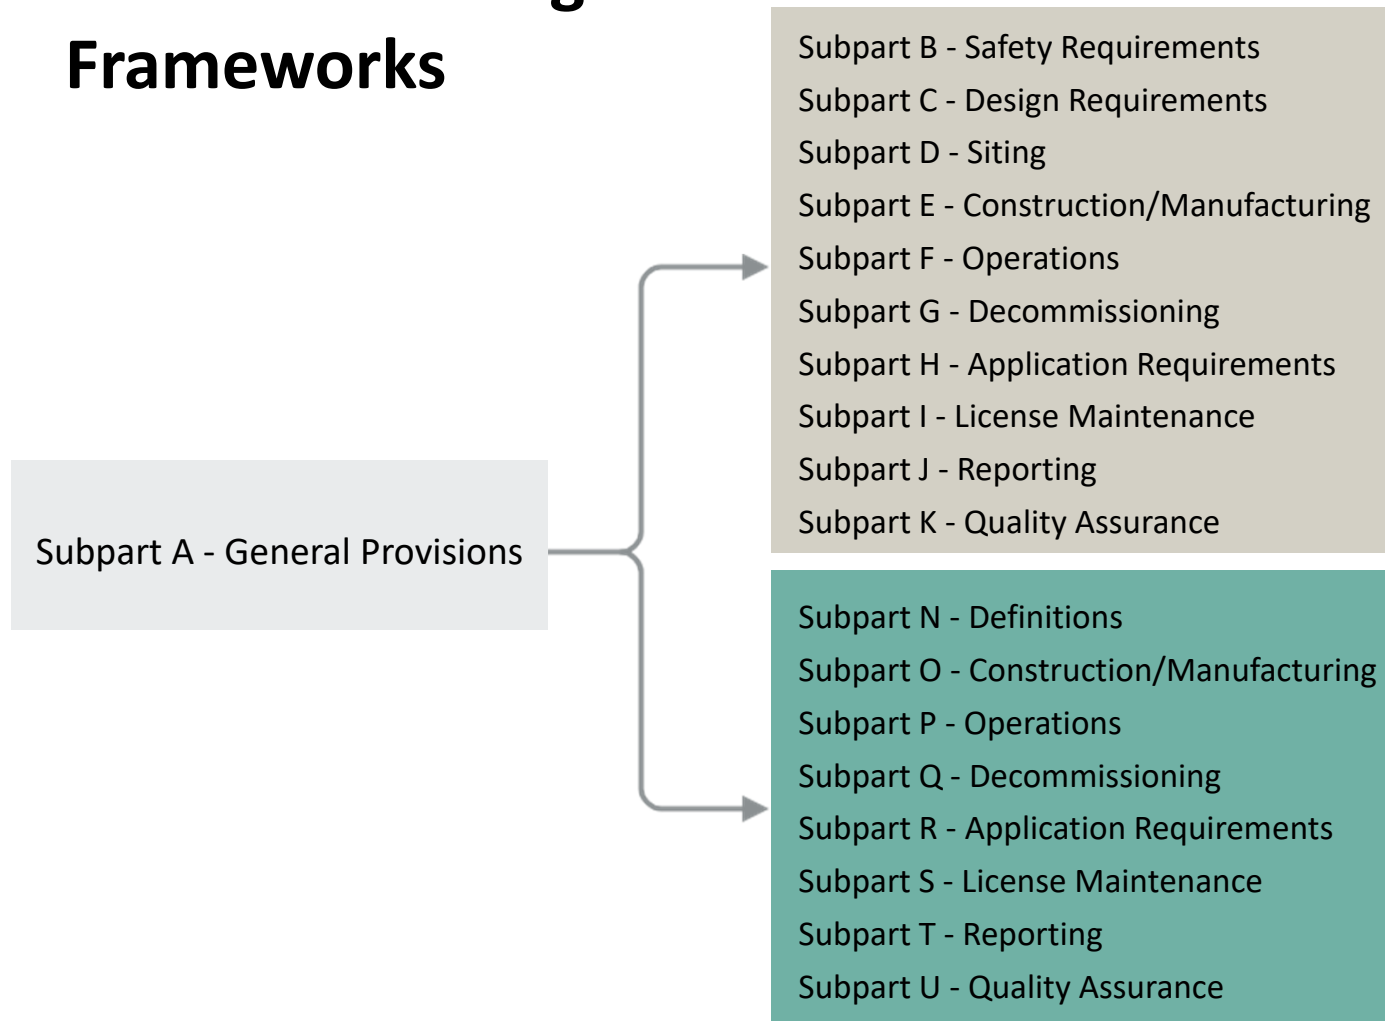 Frameworks
Subpart B - Safety Requirements
Subpart C - Design Requirements
Subpart D - Siting
Subpart E - Construction/Manufacturing
Subpart F - Operations
Subpart G - Decommissioning
Subpart H - Application Requirements
Subpart I - License Maintenance
Subpart J - Reporting
Subpart K - Quality Assurance
Subpart A - General Provisions
Subpart N - Definitions
Subpart O - Construction/Manufacturing
Subpart P - Operations
Subpart Q - Decommissioning
Subpart R - Application Requirements
Subpart S - License Maintenance
Subpart T - Reporting
Subpart U - Quality Assurance